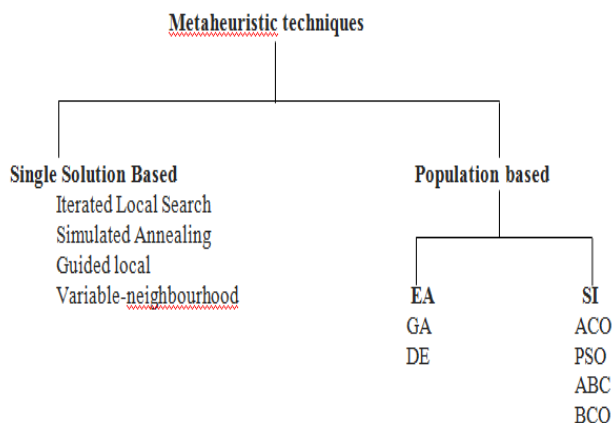 Metaheuristic techniques
Single Solution Based
Iterated Local Search
Simulated Annealing
Guided local
Variable-neighbourhood
Population based
EA
GA
DE
SI
ACO
PSO
ABC
BCO